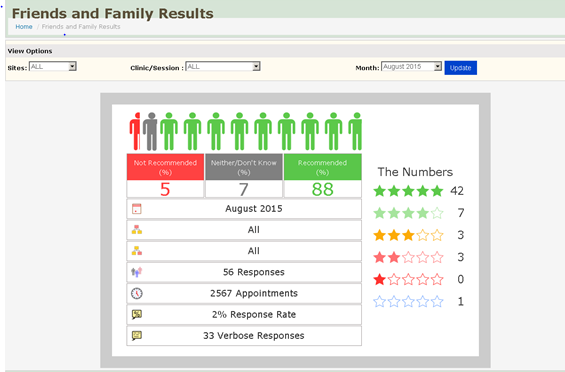 Friends and Family Results
Home / Friends and Family Results
View Options
Sites: ALL Clinic/Session : ALL Month: August 2015 Update
Not Recommended (%) Neither/Don't Know (%) Recommended (%)
5 7 88
August 2015
All
All
56 Responses
2567 Appointments
2% Response Rate
33 Verbose Responses
The Numbers
42
7
3
3
0
1